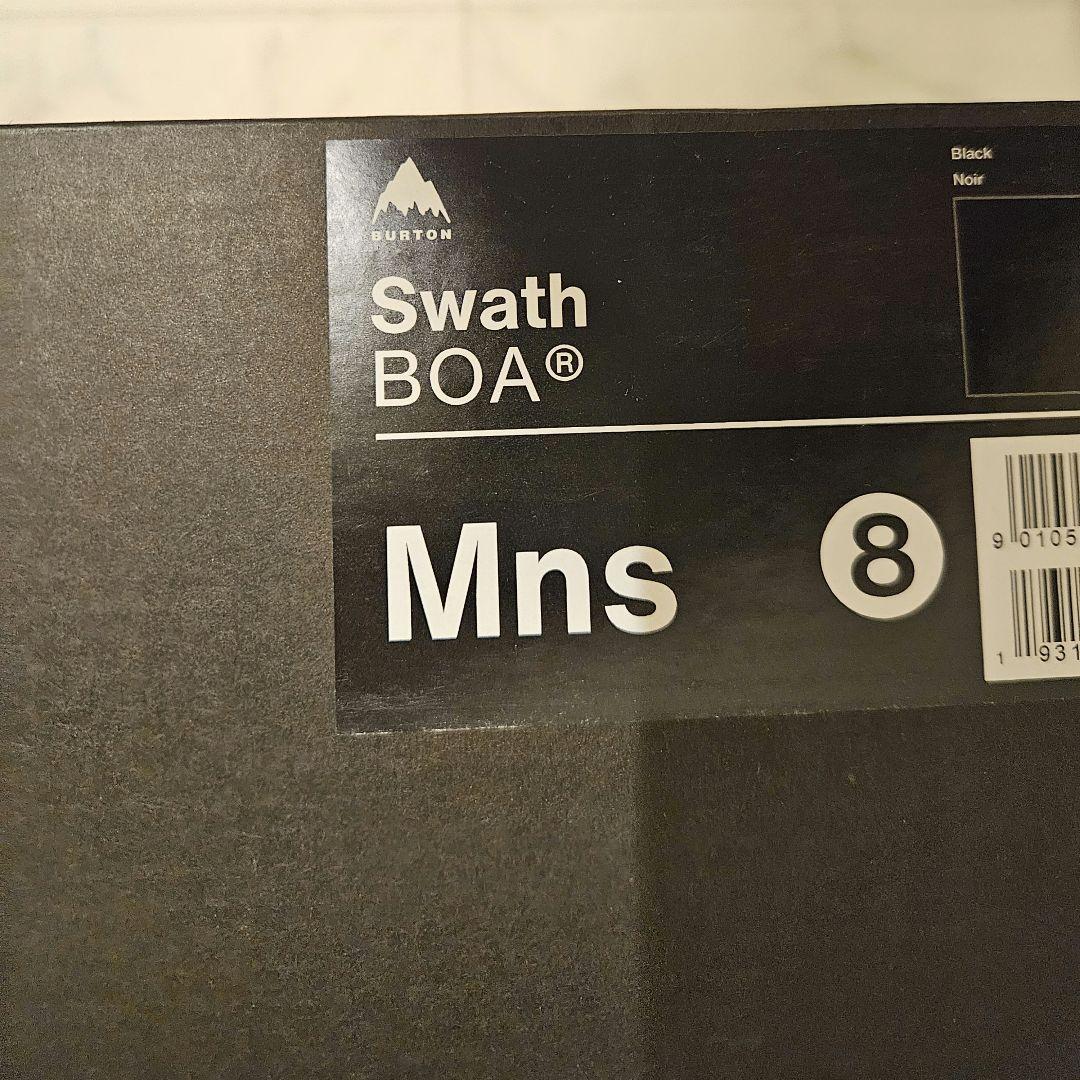 BURTON
Swath
BOA®
Black
Noir
Mns
8
9 0105
1 931